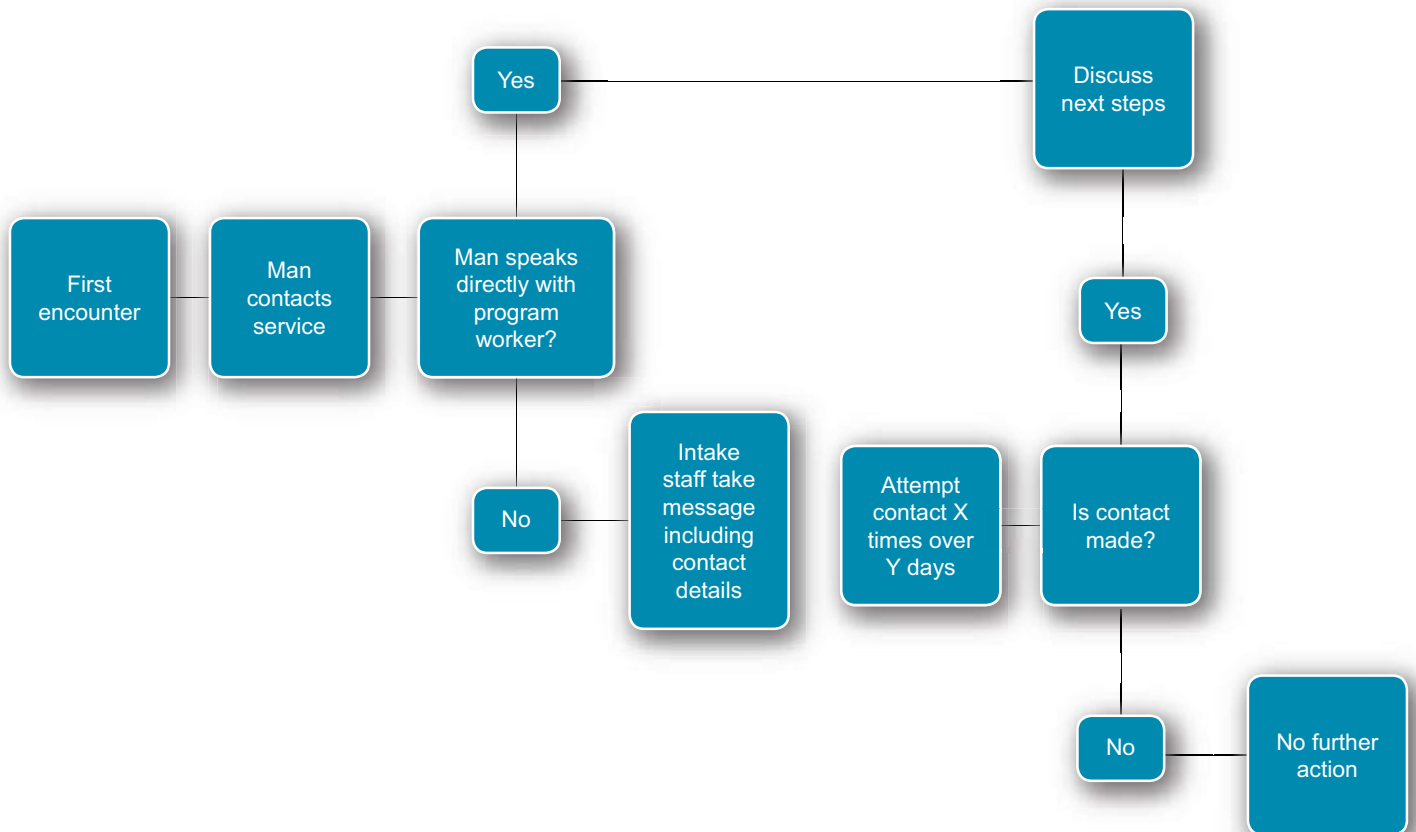 Yes
Discuss
next steps
First
encounter
Man
contacts
service
Man speaks
directly with
program
worker?
Yes
No
Intake
staff take
message
including
contact
details
Attempt
contact X
times over
Y days
Is contact
made?
No
No further
action